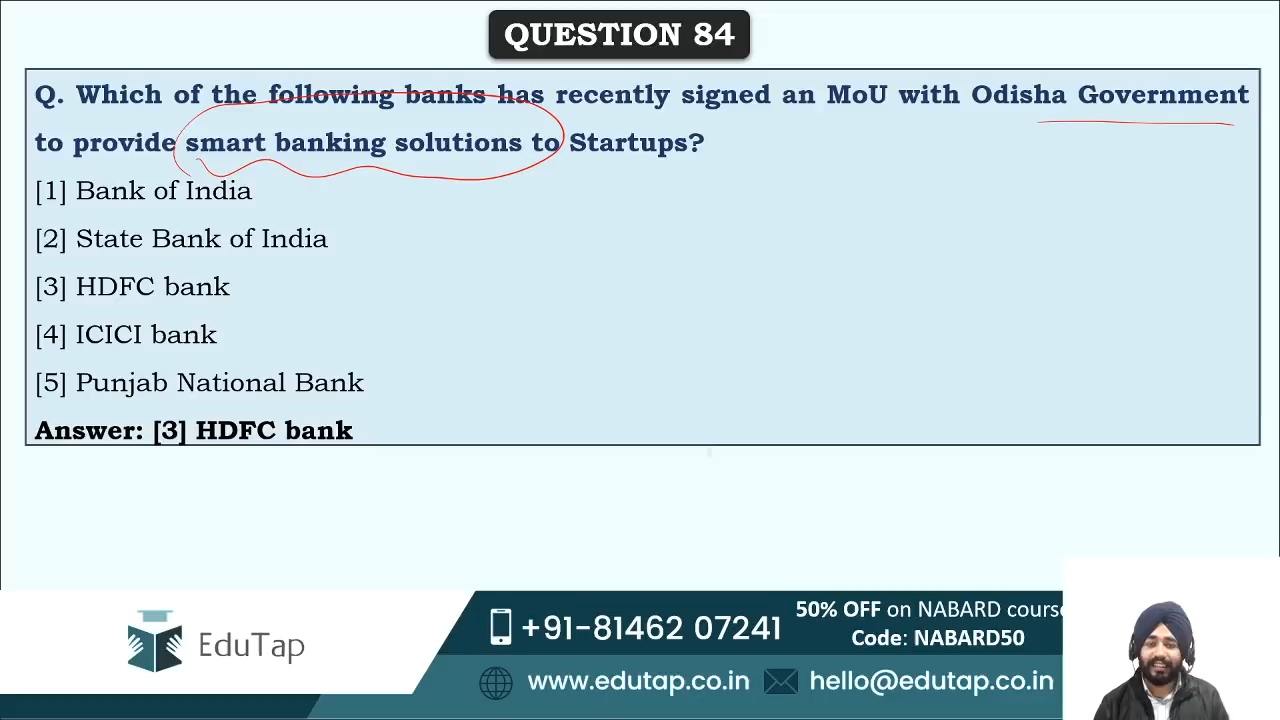 QUESTION 84
Q. Which of the following banks has recently signed an MoU with Odisha Government
to provide smart banking solutions to Startups?
[1] Bank of India
[2] State Bank of India
[3] HDFC bank
[4] ICICI bank
[5] Punjab National Bank
Answer: [3] HDFC bank
EduTap
+91-81462 07241
50% OFF on NABARD course
Code: NABARD50
www.edutap.co.in
hello@edutap.co.in